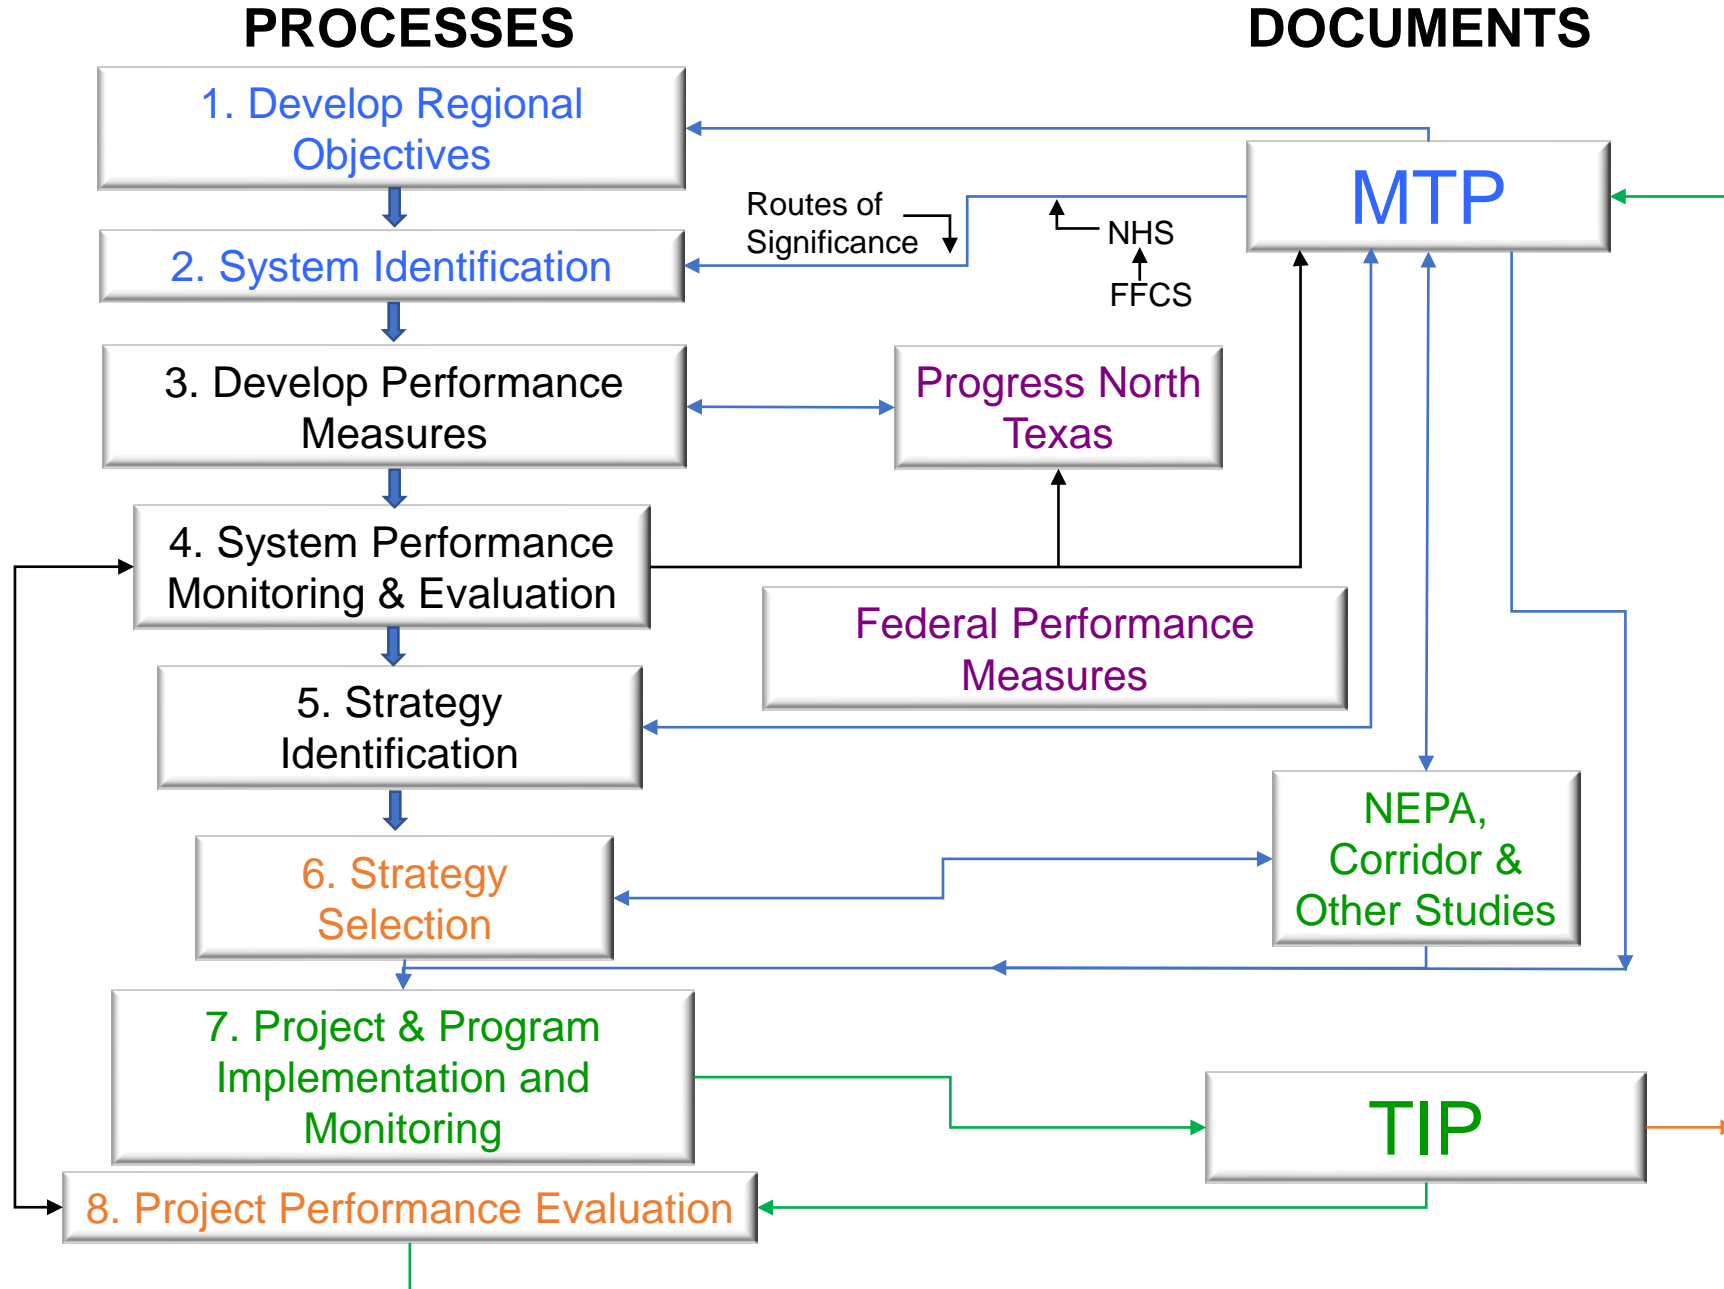 PROCESSES
DOCUMENTS
1. Develop Regional
Objectives
MTP
Routes of
Significance
NHS
FFCS
2. System Identification
3. Develop Performance
Measures
Progress North
Texas
4. System Performance
Monitoring & Evaluation
Federal Performance
Measures
5. Strategy
Identification
NEPA,
Corridor &
Other Studies
6. Strategy
Selection
7. Project & Program
Implementation and
Monitoring
TIP
8. Project Performance Evaluation